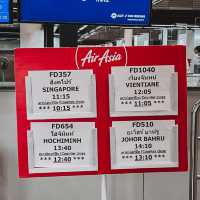 AirAsia
FD357
สิงคโปร์
SINGAPORE
11:15
*** 10:15 ***
FD1040
เวียงจันทน์
VIENTIANE
12:05
*** 11:05 ***
FD654
โฮจิมินห์
HOCHIMINH
13:40
*** 12:40 ***
FD510
JOHOR BAHRU
14:10
*** 13:10 ***